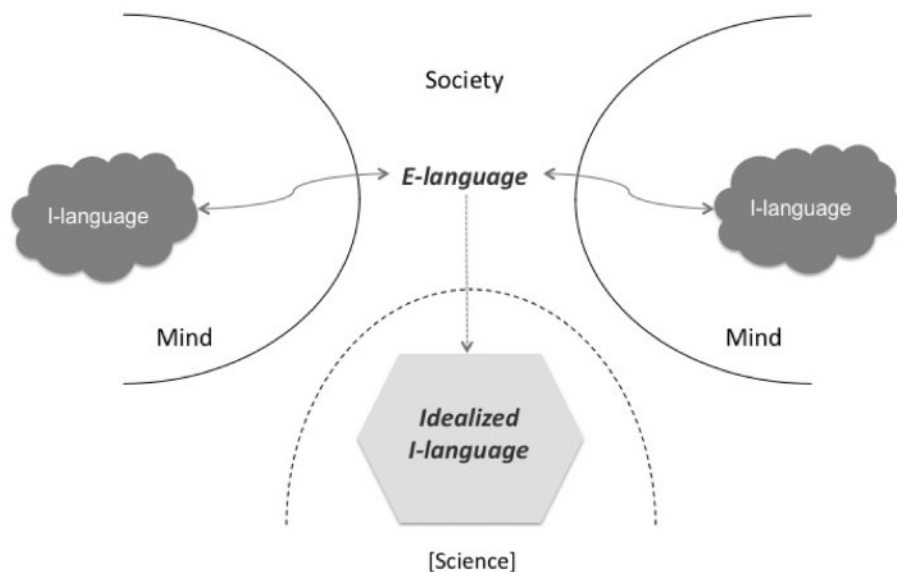 Society
E-language
I-language
I-language
Mind
Mind
Idealized
I-language
[Science]